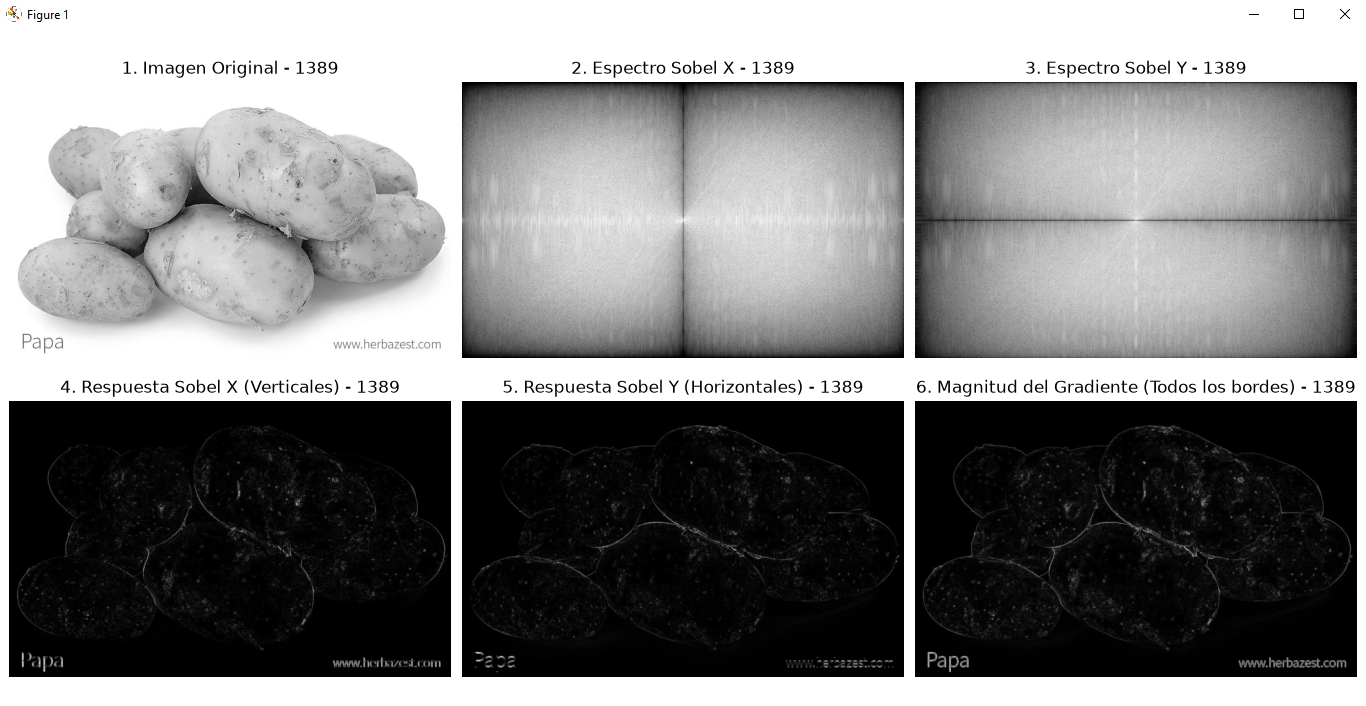 Figure 1
1. Imagen Original - 1389
2. Espectro Sobel X - 1389
3. Espectro Sobel Y - 1389
Papa
www.herbazest.com
4. Respuesta Sobel X (Verticales) - 1389
5. Respuesta Sobel Y (Horizontales) - 1389
6. Magnitud del Gradiente (Todos los bordes) - 1389
Papa
www.herbazest.com
Papa
www.herbazest.com
Papa
www.herbazest.com